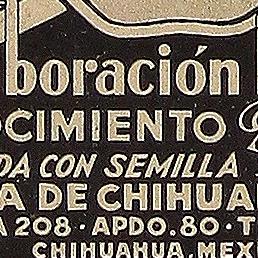 boración
OCIMIENTO
DA CON SEMILLA
A DE CHIHUA
A 208 · APDO. 80 · T
CHIHUAHUA, MEX